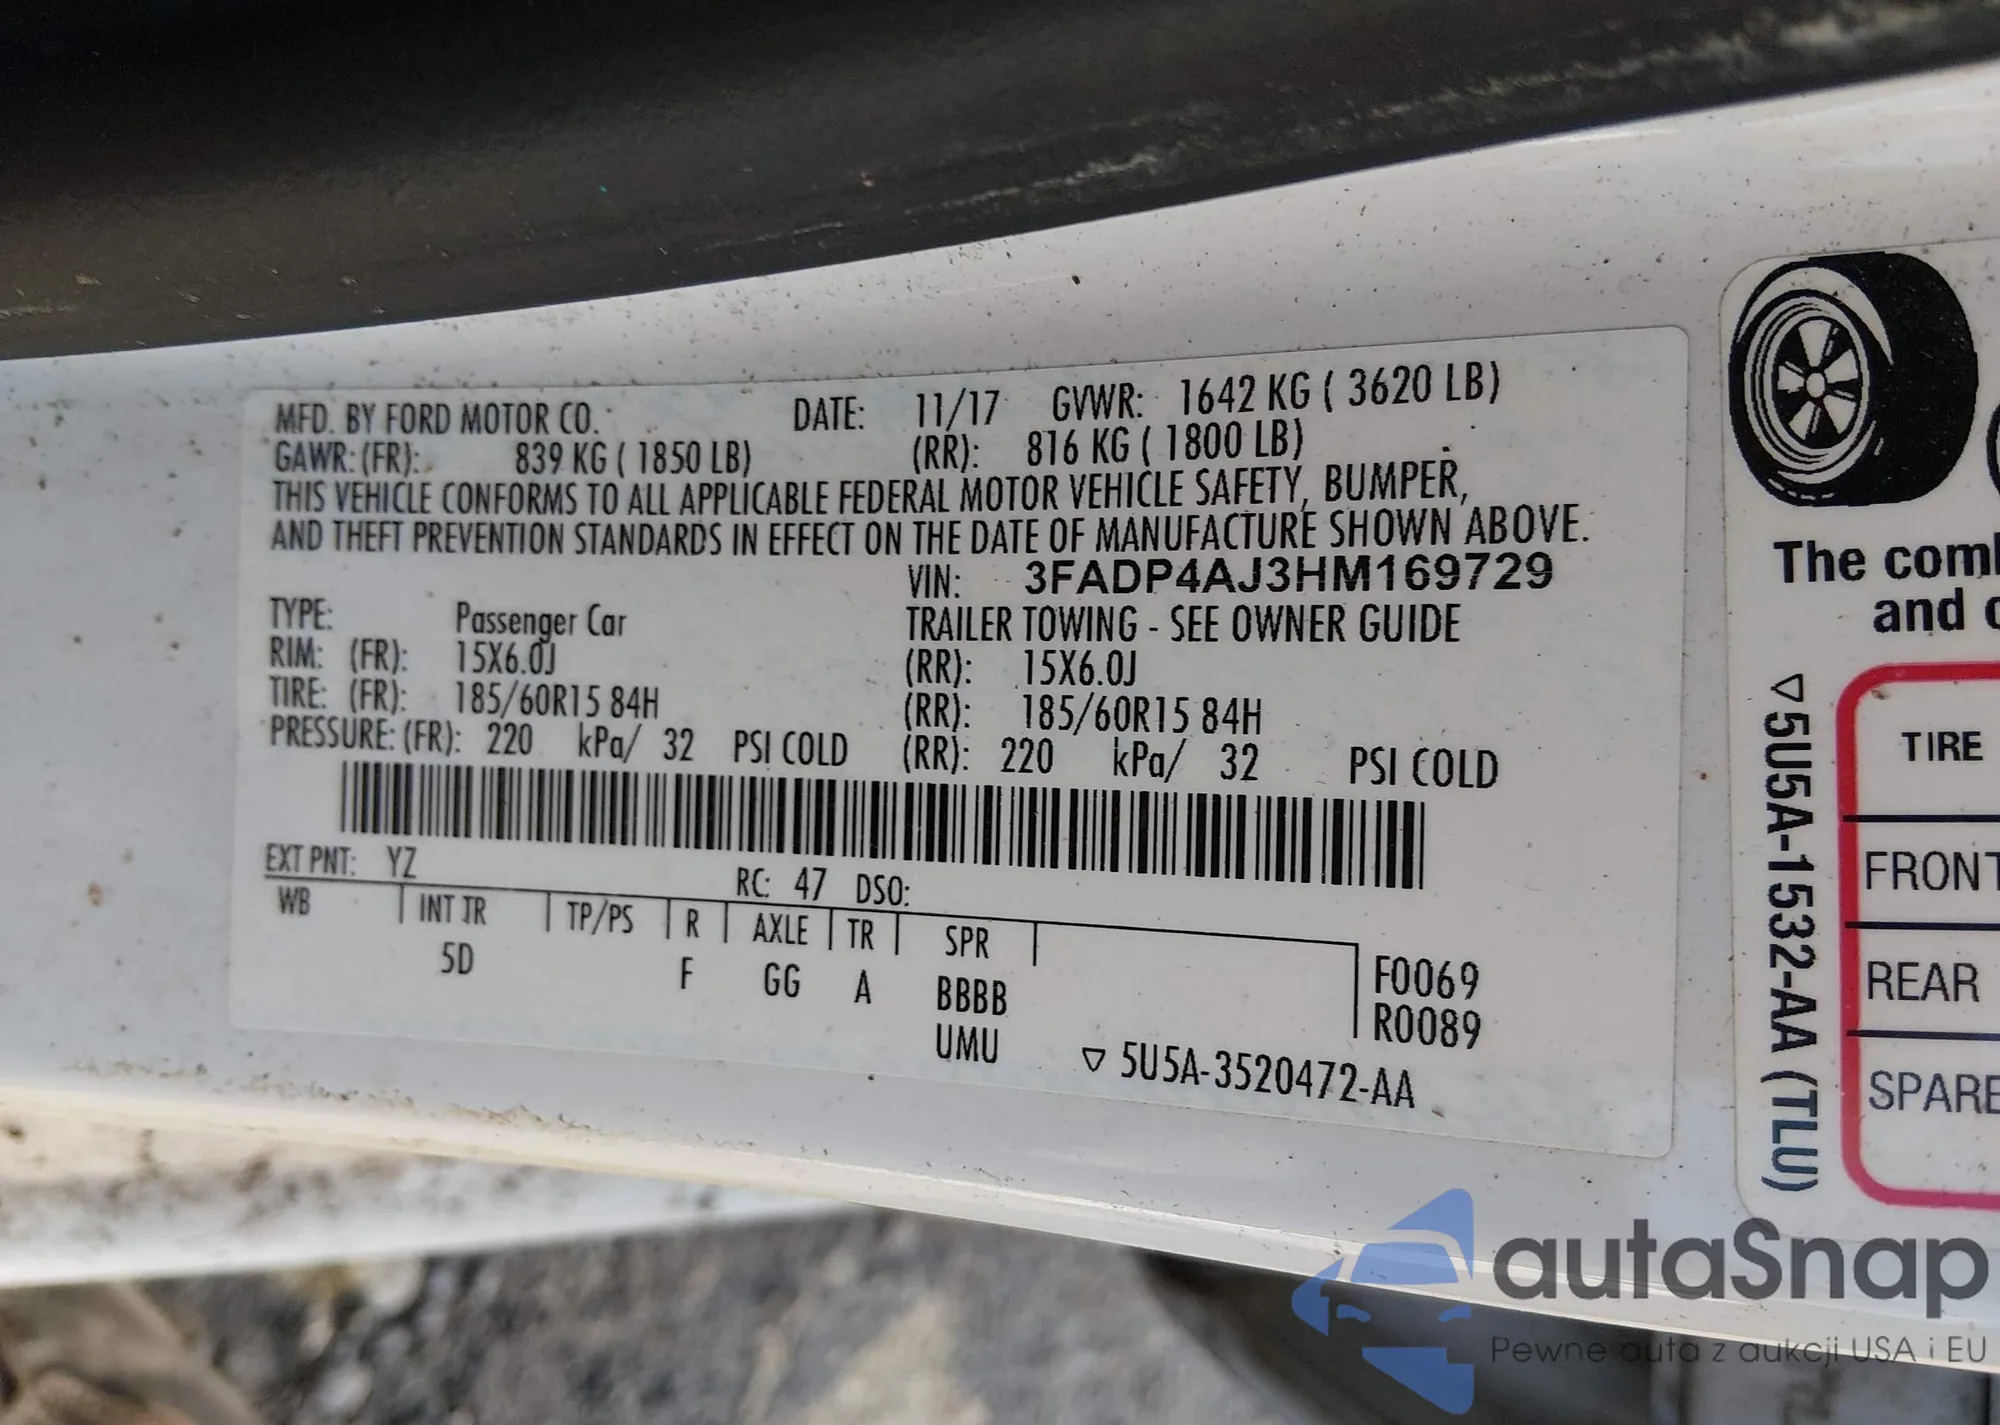 MFD. BY FORD MOTOR CO. DATE: 11/17 GVWR: 1642 KG ( 3620 LB)
GAWR: (FR): 839 KG ( 1850 LB) (RR): 816 KG ( 1800 LB)
THIS VEHICLE CONFORMS TO ALL APPLICABLE FEDERAL MOTOR VEHICLE SAFETY, BUMPER,
AND THEFT PREVENTION STANDARDS IN EFFECT ON THE DATE OF MANUFACTURE SHOWN ABOVE.
VIN: 3FADP4AJ3HM169729
TYPE: Passenger Car TRAILER TOWING - SEE OWNER GUIDE
RIM: (FR): 15X6.0J (RR): 15X6.0J
TIRE: (FR): 185/60R15 84H (RR): 185/60R15 84H
PRESSURE: (FR): 220 kPa/ 32 PSI COLD (RR): 220 kPa/ 32 PSI COLD
EXT PNT: YZ RC: 47 DSO:
WB INT TR TP/PS R AXLE TR SPR
5D F GG A BBBB F0069
UMU R0089
▽ 5U5A-3520472-AA
The
and
▽5U5A-1532-AA (TLU)
TIRE
FRONT
REAR
SPARE
autaSnap
Pewne auta z aukcji USA i EU